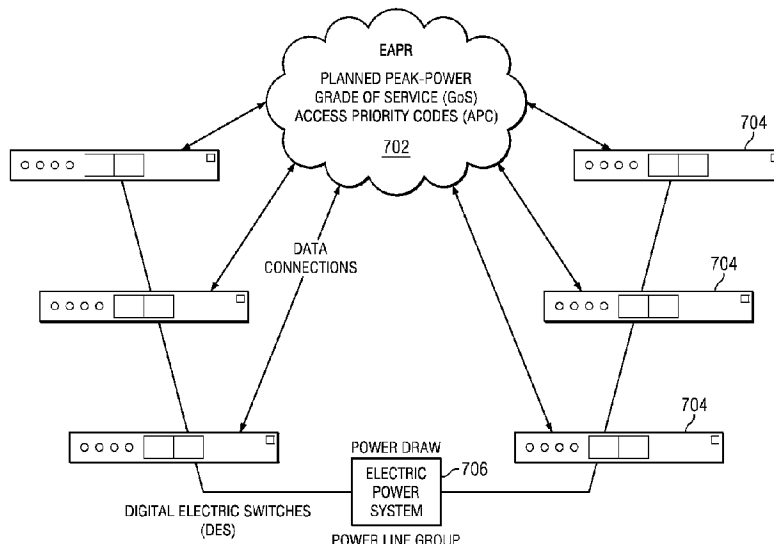 EAPR
PLANNED PEAK-POWER
GRADE OF SERVICE (GoS)
ACCESS PRIORITY CODES (APC)
702
704
DATA
CONNECTIONS
704
704
POWER DRAW
706
ELECTRIC
POWER
SYSTEM
DIGITAL ELECTRIC SWITCHES
(DES)
POWER LINE GROUP